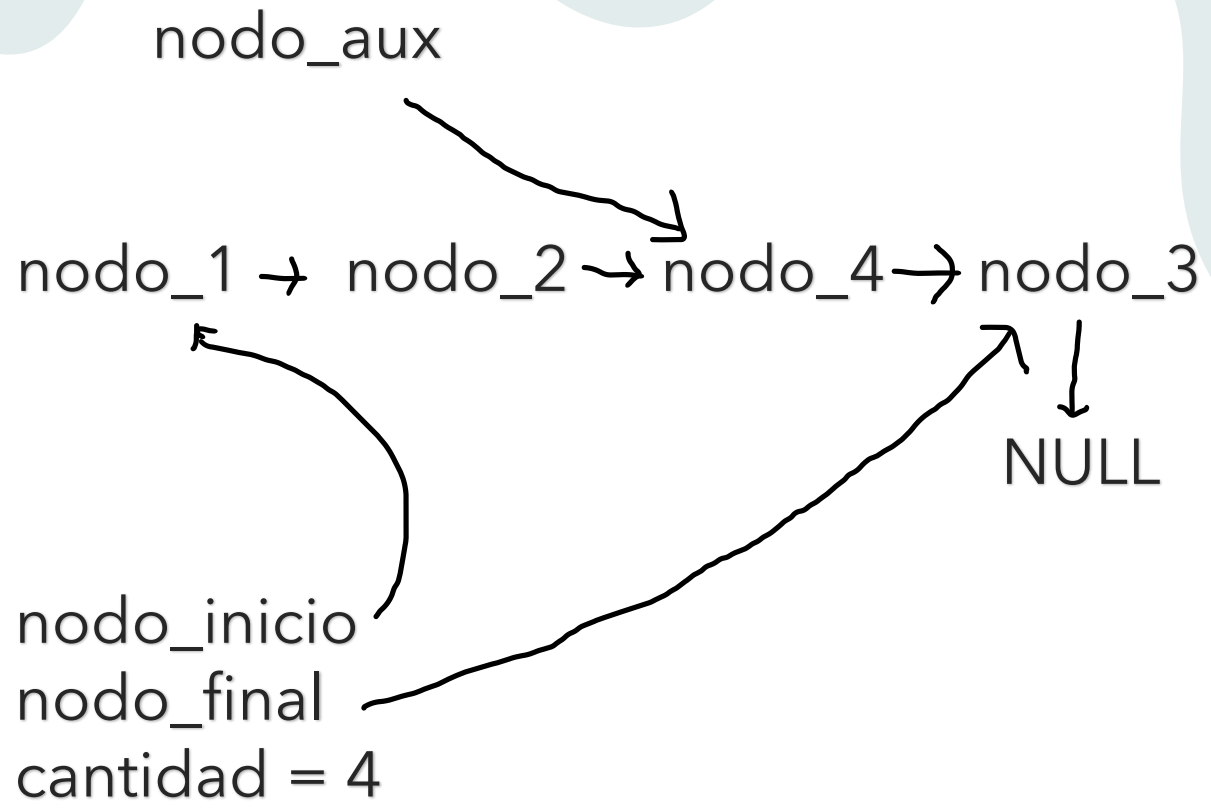 nodo_aux
nodo_1 → nodo_2 → nodo_4 → nodo_3
NULL
nodo_inicio
nodo_final
cantidad = 4